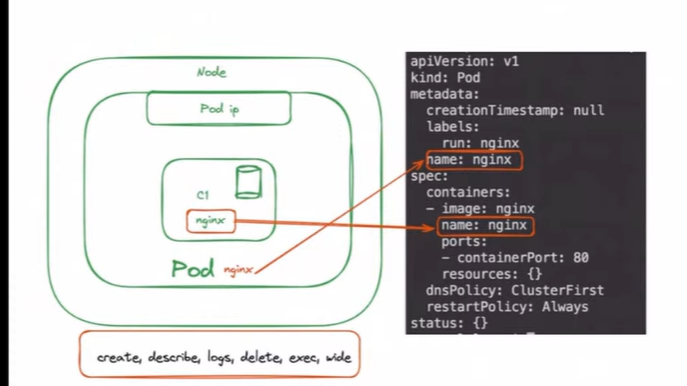 Node
Pod ip
C1
nginx
Pod nginx
create, describe, logs, delete, exec, wide
apiVersion: v1
kind: Pod
metadata:
  creationTimestamp: null
  labels:
    run: nginx
  name: nginx
spec:
  containers:
  - image: nginx
    name: nginx
    ports:
    - containerPort: 80
    resources: {}
  dnsPolicy: ClusterFirst
  restartPolicy: Always
status: {}